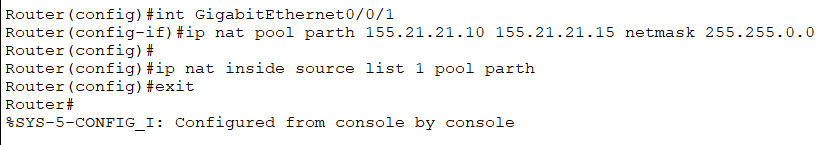 Router(config)#int GigabitEthernet0/0/1
Router(config-if)#ip nat pool parth 155.21.21.10 155.21.21.15 netmask 255.255.0.0
Router(config)#
Router(config)#ip nat inside source list 1 pool parth
Router(config)#exit
Router#
%SYS-5-CONFIG_I: Configured from console by console